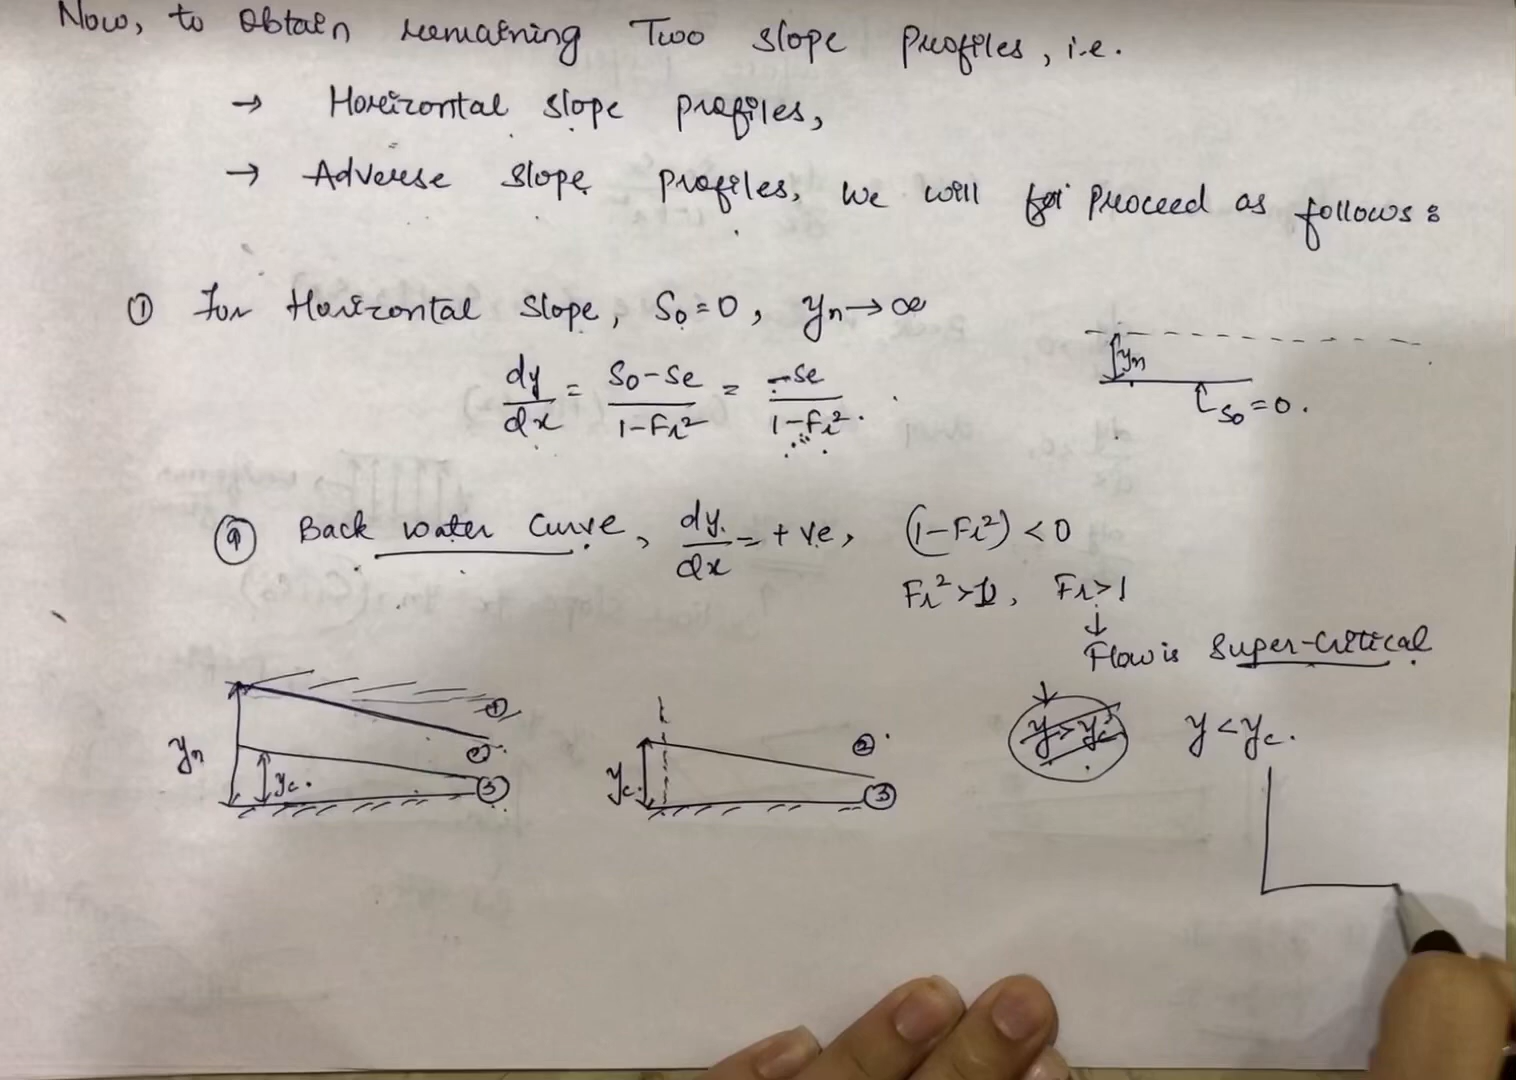 Now, to obtain remaining Two slope profiles, i.e.
→ Horizontal slope profiles,
→ Adverse slope profiles, we will proceed as follows :
① For Horizontal slope, S₀=0, yₙ→∞
dy/dx = S₀-Se/1-Fr² = -Se/1-Fr².
yₙ
S₀=0.
ⓐ Back water curve, dy/dx = +ve, (1-Fr²) <0
Fr²>1, Fr>1
↓
Flow is Super-critical
↓
y>yc y<yc.
yₙ yc. ① ② ③
yc. ② ③